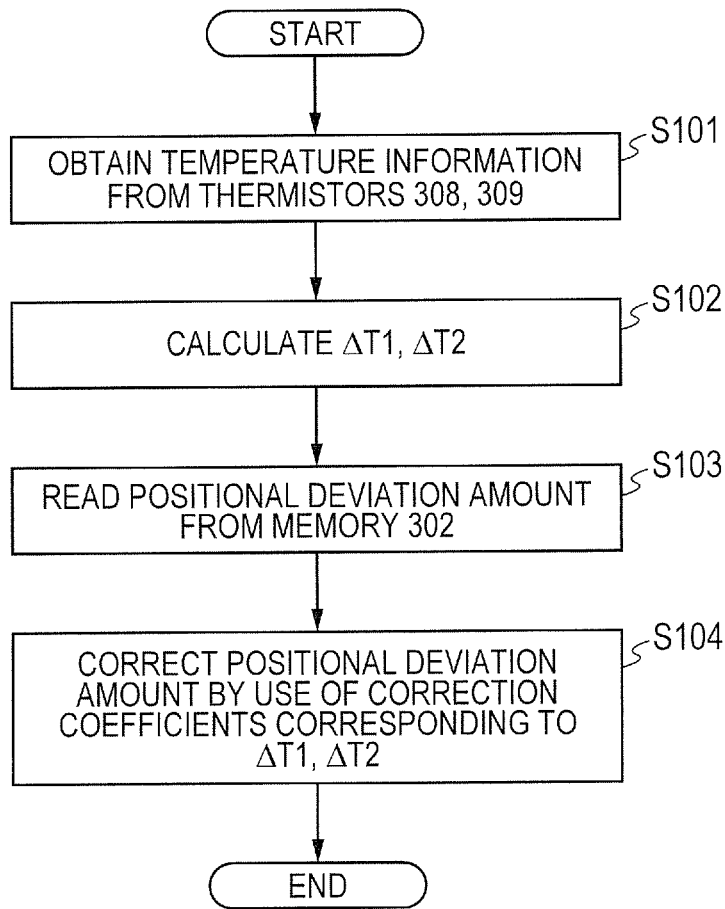 START
S101
OBTAIN TEMPERATURE INFORMATION
FROM THERMISTORS 308, 309
S102
CALCULATE ΔT1, ΔT2
S103
READ POSITIONAL DEVIATION AMOUNT
FROM MEMORY 302
S104
CORRECT POSITIONAL DEVIATION
AMOUNT BY USE OF CORRECTION
COEFFICIENTS CORRESPONDING TO
ΔT1, ΔT2
END